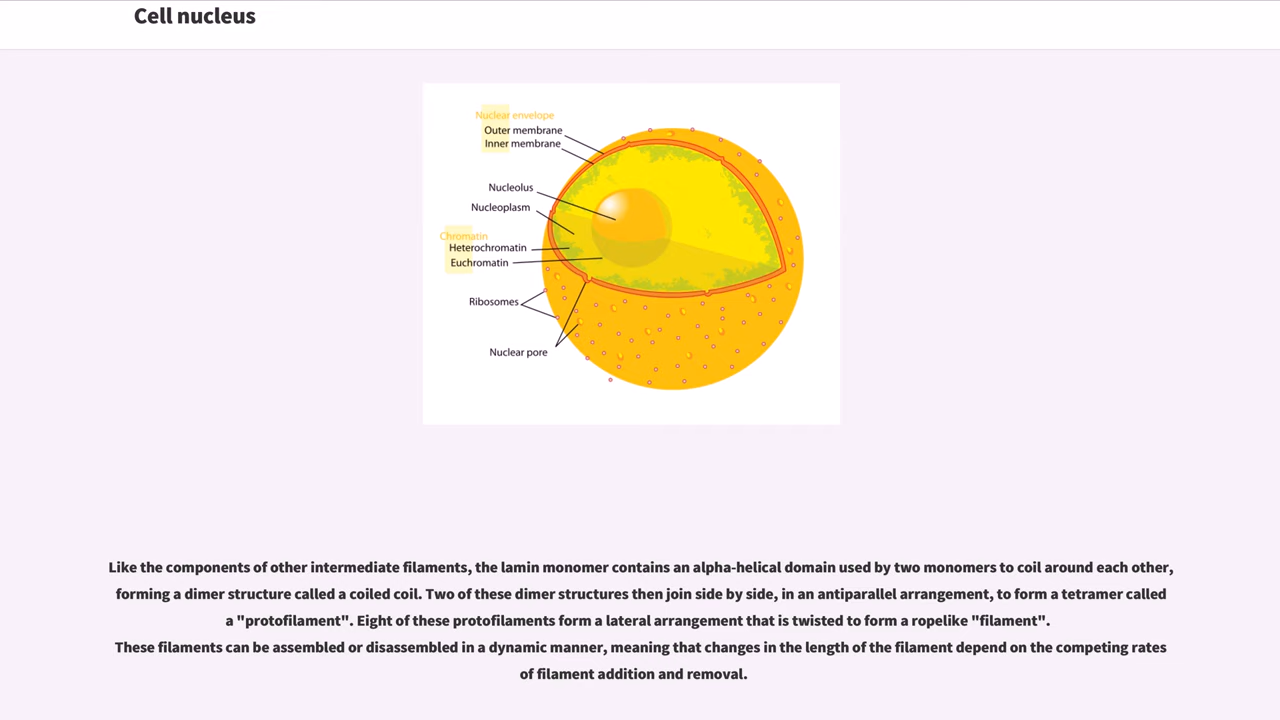 Cell nucleus
Nuclear envelope
Outer membrane
Inner membrane
Nucleolus
Nucleoplasm
Chromatin
Heterochromatin
Euchromatin
Ribosomes
Nuclear pore
Like the components of other intermediate filaments, the lamin monomer contains an alpha-helical domain used by two monomers to coil around each other,
forming a dimer structure called a coiled coil. Two of these dimer structures then join side by side, in an antiparallel arrangement, to form a tetramer called
a "protofilament". Eight of these protofilaments form a lateral arrangement that is twisted to form a ropelike "filament".
These filaments can be assembled or disassembled in a dynamic manner, meaning that changes in the length of the filament depend on the competing rates
of filament addition and removal.